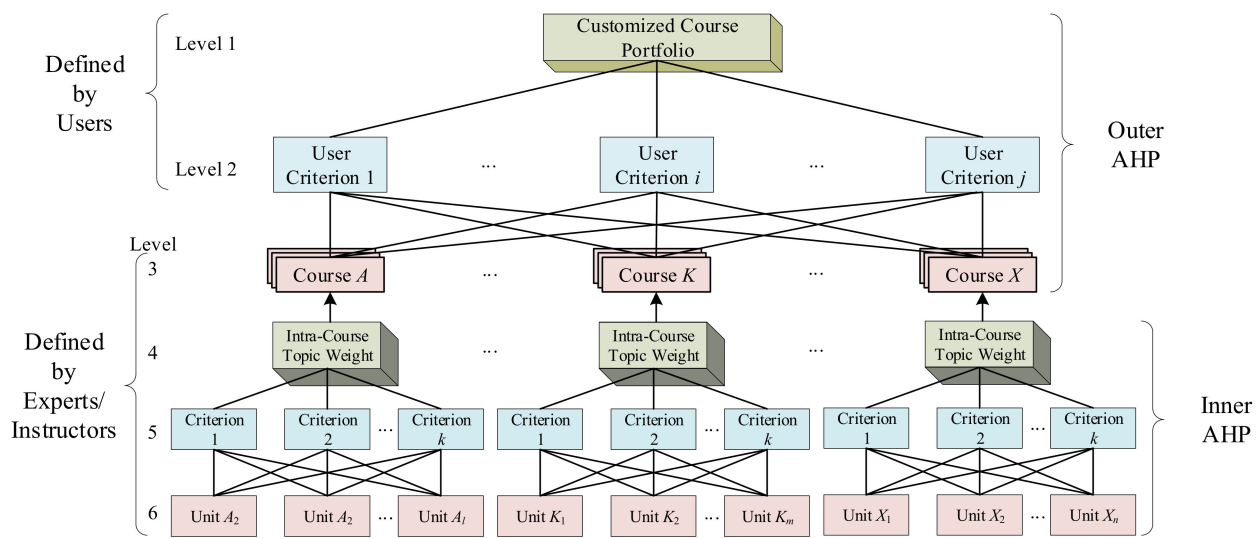 Customized Course
Portfolio
Level 1
Defined
by
Users
Level 2
User
Criterion 1
...
User
Criterion i
...
User
Criterion j
Outer
AHP
Level
3
Course A
...
Course K
...
Course X
Defined
by
Experts/
Instructors
4
Intra-Course
Topic Weight
...
Intra-Course
Topic Weight
...
Intra-Course
Topic Weight
5
Criterion
1
Criterion
2
...
Criterion
k
Criterion
1
Criterion
2
...
Criterion
k
Criterion
1
Criterion
2
...
Criterion
k
Inner
AHP
6
Unit A2
Unit A2
...
Unit Al
Unit K1
Unit K2
...
Unit Km
Unit X1
Unit X2
...
Unit Xn